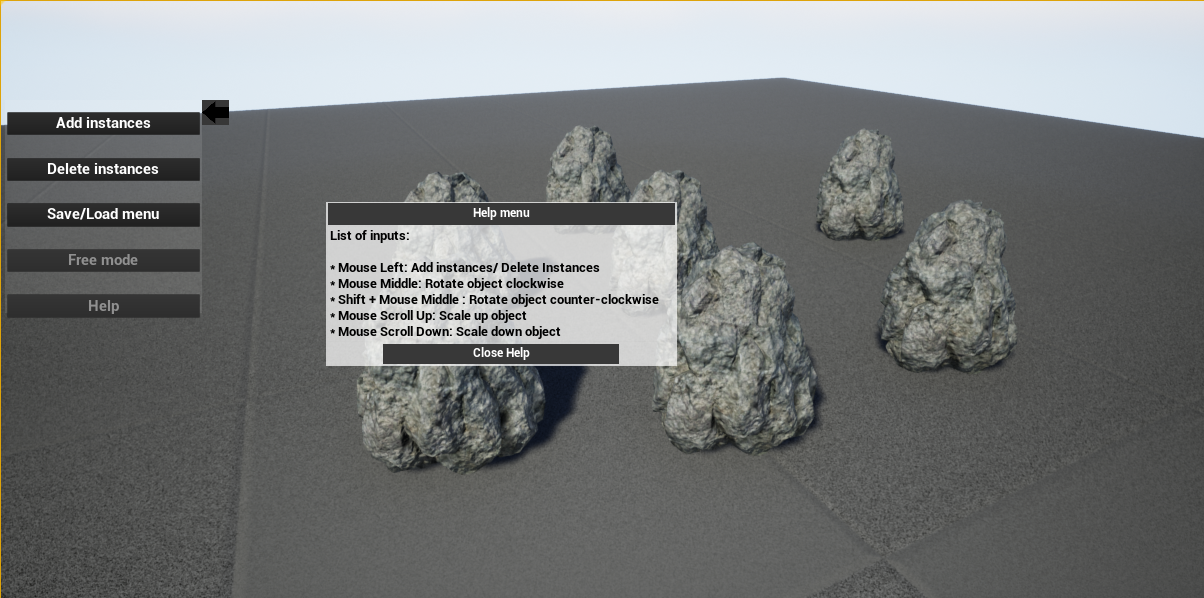 Add instances
Delete instances
Save/Load menu
Free mode
Help
Help menu
List of inputs:
* Mouse Left: Add instances/ Delete Instances
* Mouse Middle: Rotate object clockwise
* Shift + Mouse Middle : Rotate object counter-clockwise
* Mouse Scroll Up: Scale up object
* Mouse Scroll Down: Scale down object
Close Help